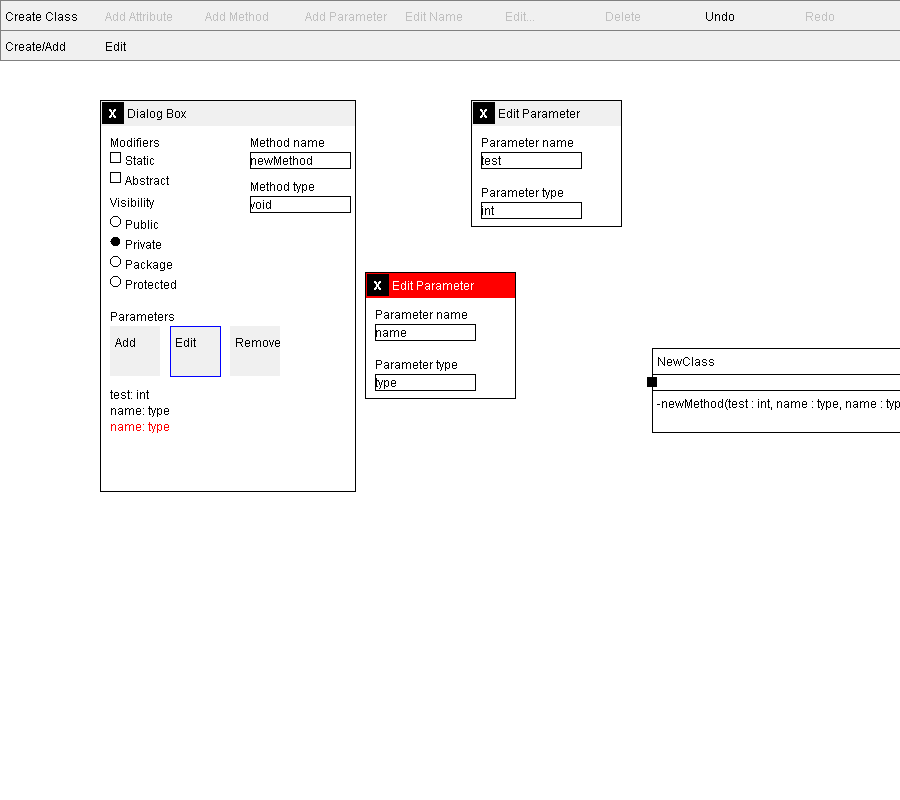 Create Class Add Attribute Add Method Add Parameter Edit Name Edit... Delete Undo Redo
Create/Add Edit
X Dialog Box
Modifiers
Static
Abstract
Visibility
Public
Private
Package
Protected
Method name
newMethod
Method type
void
Parameters
Add Edit Remove
test: int
name: type
name: type
X Edit Parameter
Parameter name
test
Parameter type
int
X Edit Parameter
Parameter name
name
Parameter type
type
NewClass
-newMethod(test : int, name : type, name : typ